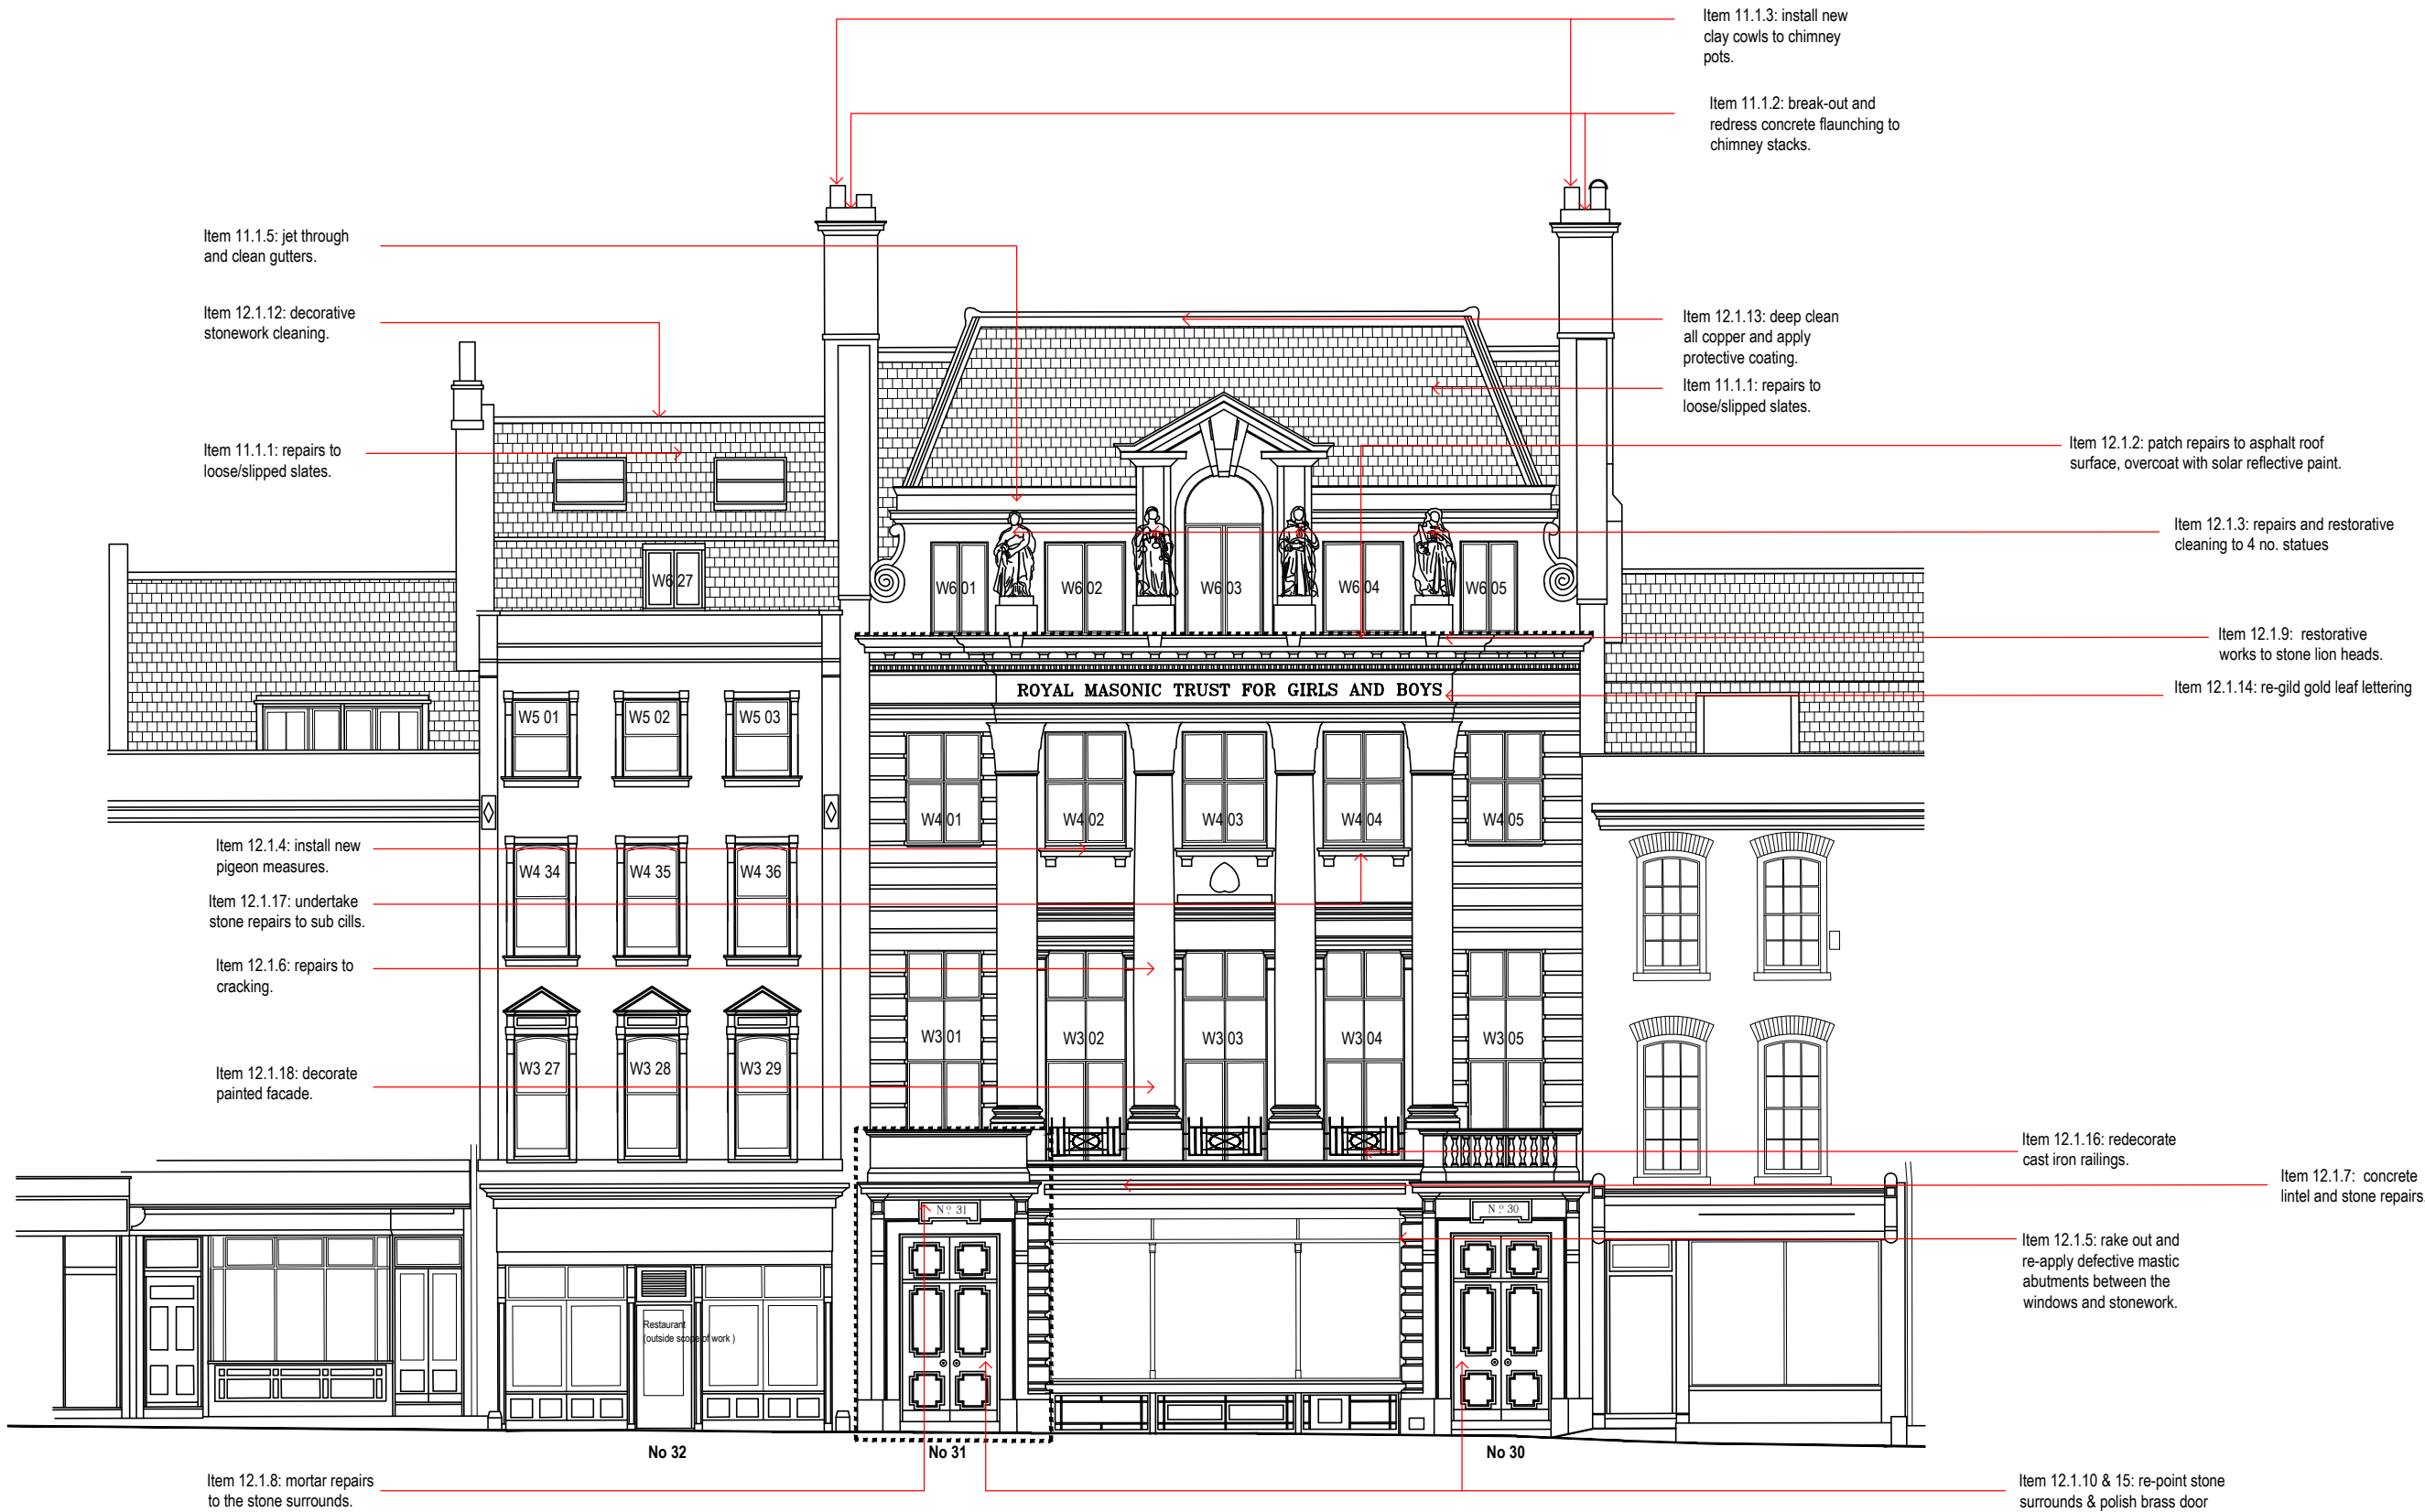 Item 11.1.3: install new
clay cowls to chimney
pots.
Item 11.1.2: break-out and
redress concrete flaunching to
chimney stacks.
Item 11.1.5: jet through
and clean gutters.
Item 12.1.12: decorative
stonework cleaning.
Item 12.1.13: deep clean
all copper and apply
protective coating.
Item 11.1.1: repairs to
loose/slipped slates.
Item 11.1.1: repairs to
loose/slipped slates.
Item 12.1.2: patch repairs to asphalt roof
surface, overcoat with solar reflective paint.
Item 12.1.3: repairs and restorative
cleaning to 4 no. statues
W6 27
W6 01
W6 02
W6 03
W6 04
W6 05
Item 12.1.9: restorative
works to stone lion heads.
ROYAL MASONIC TRUST FOR GIRLS AND BOYS
Item 12.1.14: re-gild gold leaf lettering
W5 01
W5 02
W5 03
W4 01
W4 02
W4 03
W4 04
W4 05
Item 12.1.4: install new
pigeon measures.
W4 34
W4 35
W4 36
Item 12.1.17: undertake
stone repairs to sub cills.
Item 12.1.6: repairs to
cracking.
W3 01
W3 02
W3 03
W3 04
W3 05
W3 27
W3 28
W3 29
Item 12.1.18: decorate
painted facade.
Item 12.1.16: redecorate
cast iron railings.
Item 12.1.7: concrete
lintel and stone repairs.
Nº 31
Nº 30
Item 12.1.5: rake out and
re-apply defective mastic
abutments between the
windows and stonework.
Restaurant
(outside scope of work )
No 32
No 31
No 30
Item 12.1.8: mortar repairs
to the stone surrounds.
Item 12.1.10 & 15: re-point stone
surrounds & polish brass door